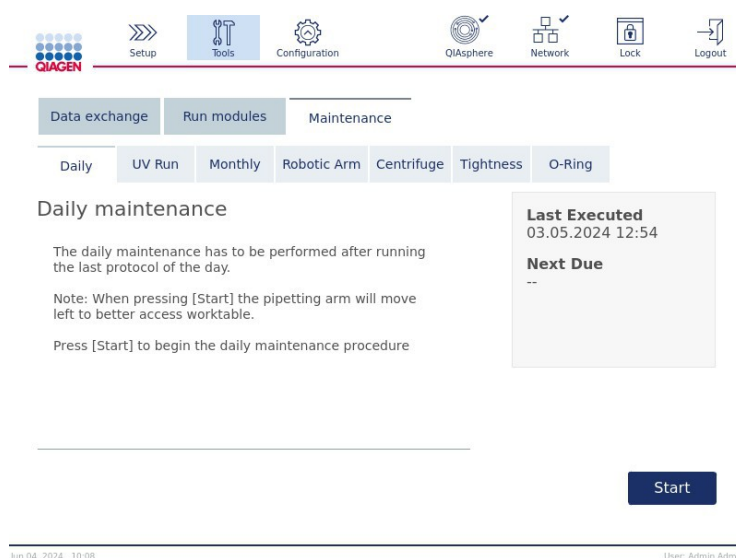 QIAGEN
Setup
Tools
Configuration
QIAsphere
Network
Lock
Logout
Data exchange
Run modules
Maintenance
Daily
UV Run
Monthly
Robotic Arm
Centrifuge
Tightness
O-Ring
Daily maintenance
The daily maintenance has to be performed after running
the last protocol of the day.
Note: When pressing [Start] the pipetting arm will move
left to better access worktable.
Press [Start] to begin the daily maintenance procedure
Last Executed
03.05.2024 12:54
Next Due
--
Start
Jun 04, 2024 10:08
User: Admin Adm